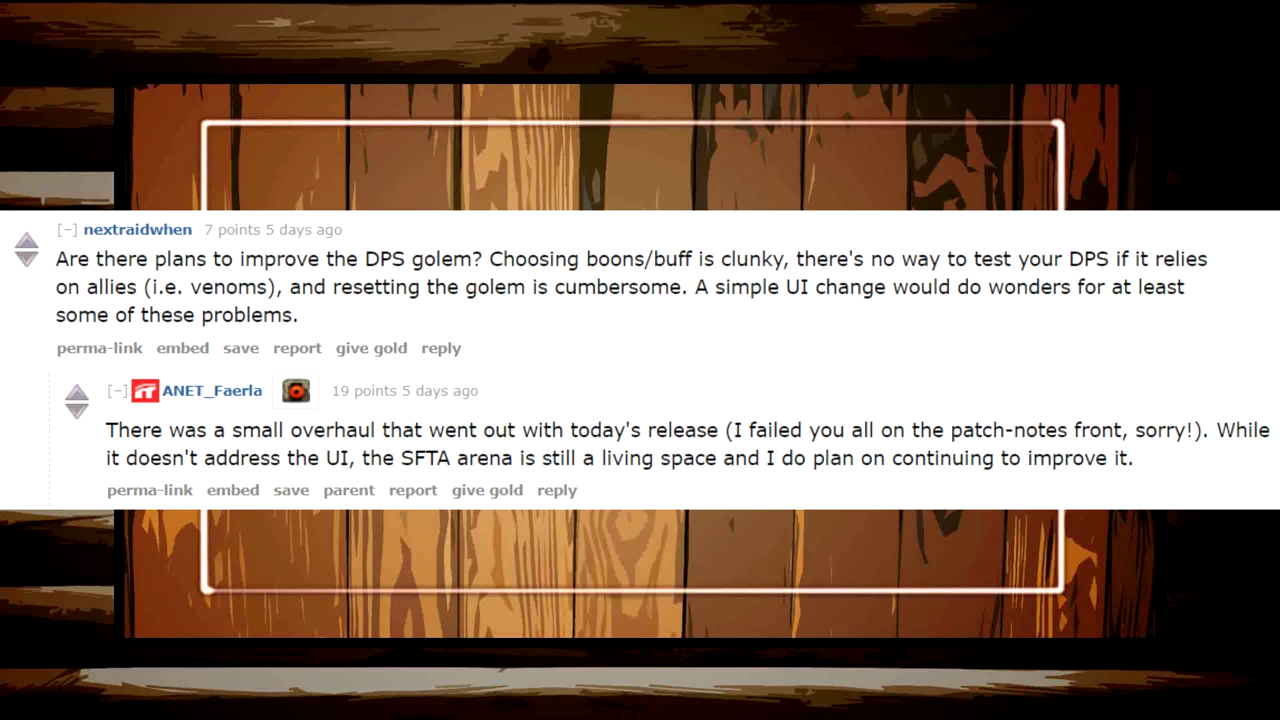 [-] nextraidwhen 7 points 5 days ago
Are there plans to improve the DPS golem? Choosing boons/buff is clunky, there's no way to test your DPS if it relies
on allies (i.e. venoms), and resetting the golem is cumbersome. A simple UI change would do wonders for at least
some of these problems.
perma-link embed save report give gold reply
[-] ANET_Faerla 19 points 5 days ago
There was a small overhaul that went out with today's release (I failed you all on the patch-notes front, sorry!). While
it doesn't address the UI, the SFTA arena is still a living space and I do plan on continuing to improve it.
perma-link embed save parent report give gold reply